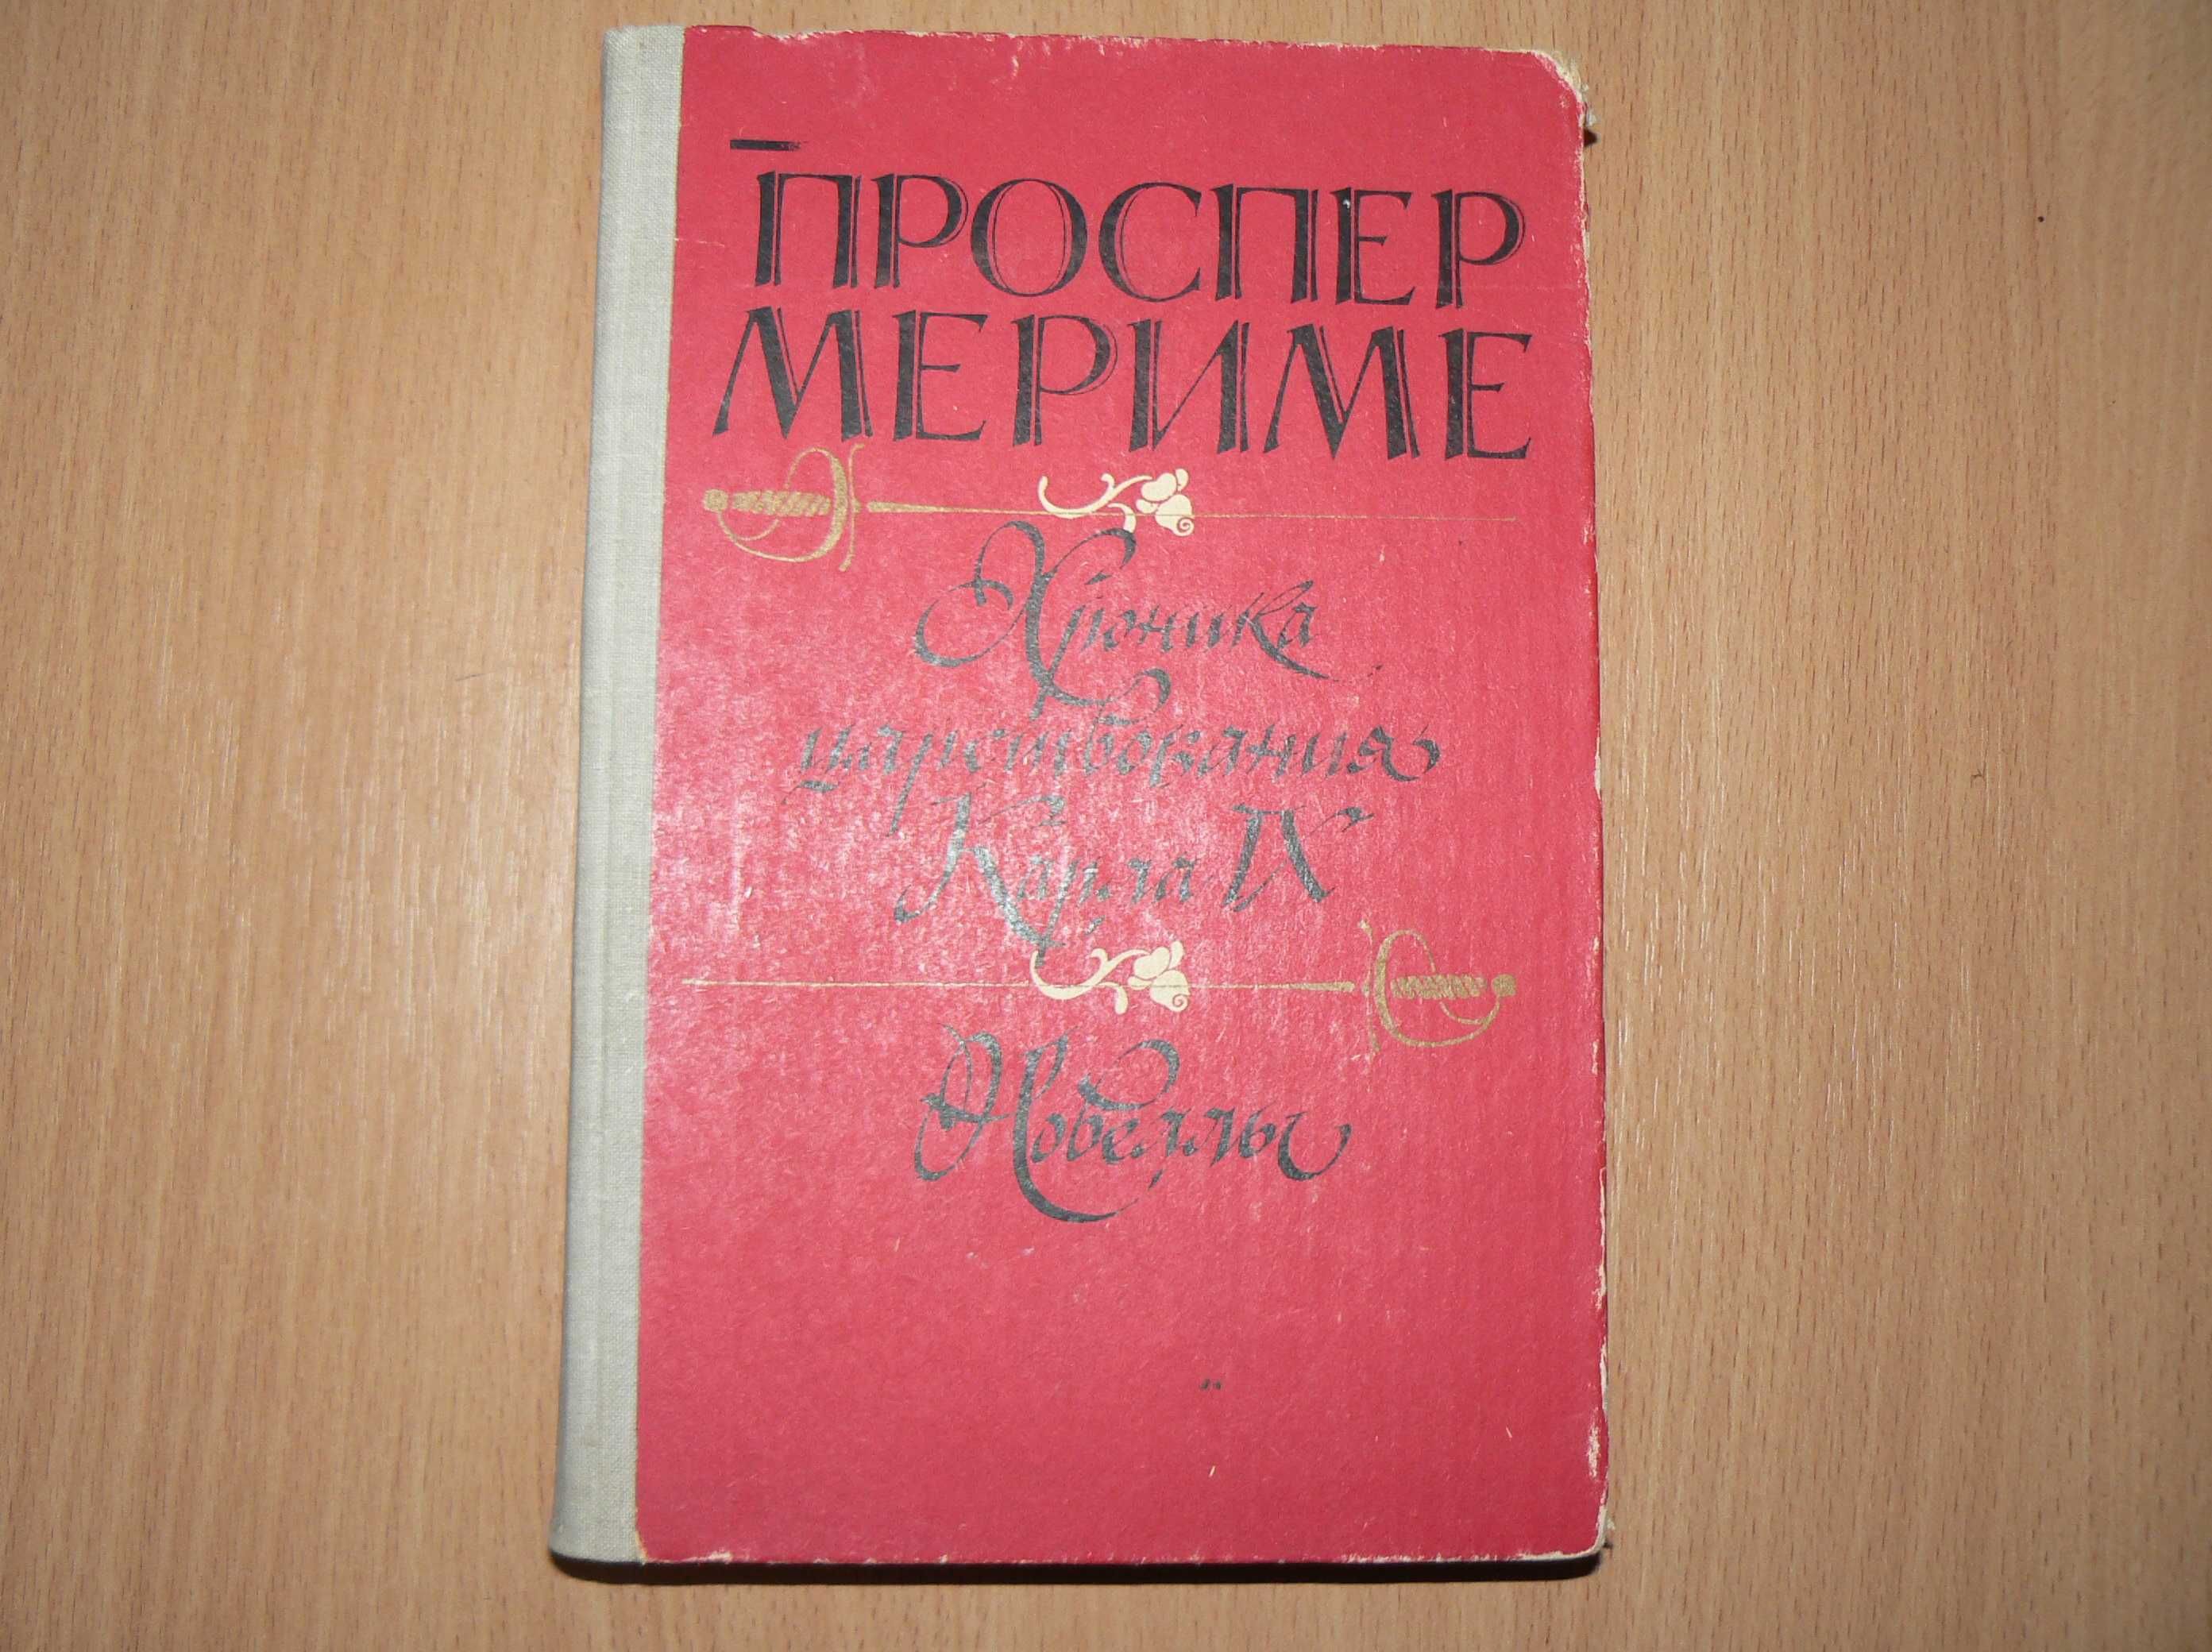 ПРОСПЕР
МЕРИМЕ
Хроника
царствования
Карла IX
Новеллы